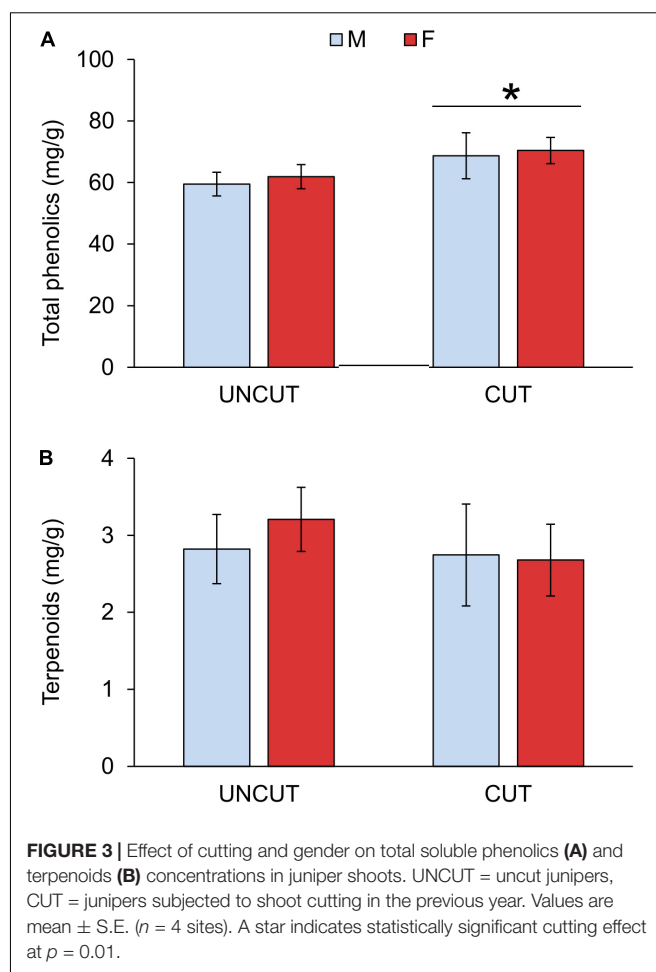 A
M F
100
80
60
40
20
0
Total phenolics (mg/g)
*
UNCUT CUT
B
4
3
2
1
0
Terpenoids (mg/g)
UNCUT CUT
FIGURE 3 | Effect of cutting and gender on total soluble phenolics (A) and
terpenoids (B) concentrations in juniper shoots. UNCUT = uncut junipers,
CUT = junipers subjected to shoot cutting in the previous year. Values are
mean ± S.E. (n = 4 sites). A star indicates statistically significant cutting effect
at p = 0.01.